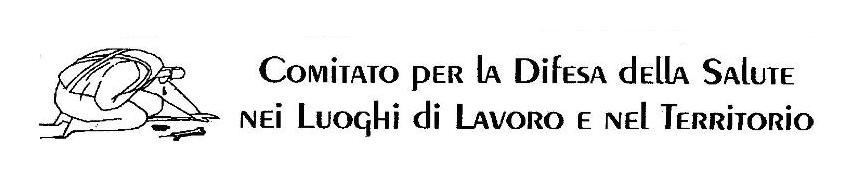 Comitato per la Difesa della Salute
nei Luoghi di Lavoro e nel Territorio